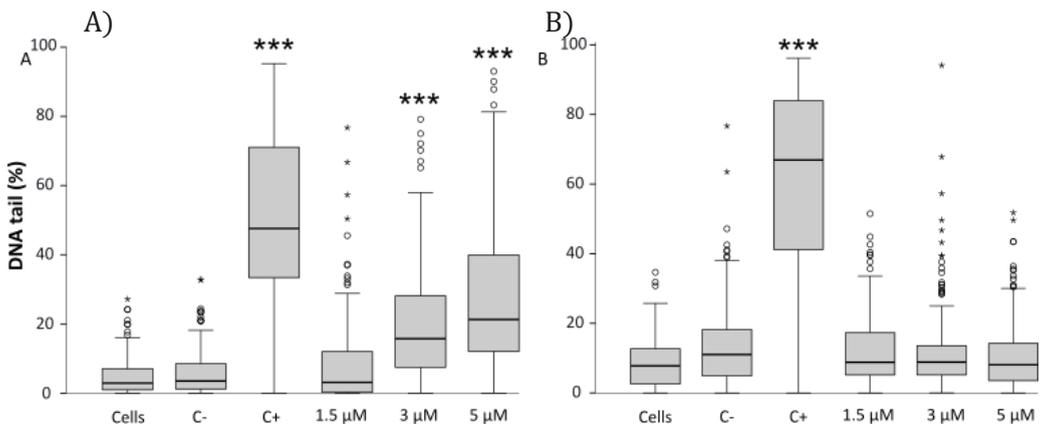 A) B)
A B
100 *** 100 ***
*** ***
80 80
60 60
40 40
20 20
0 0
DNA tail (%)
Cells C- C+ 1.5 µM 3 µM 5 µM Cells C- C+ 1.5 µM 3 µM 5 µM